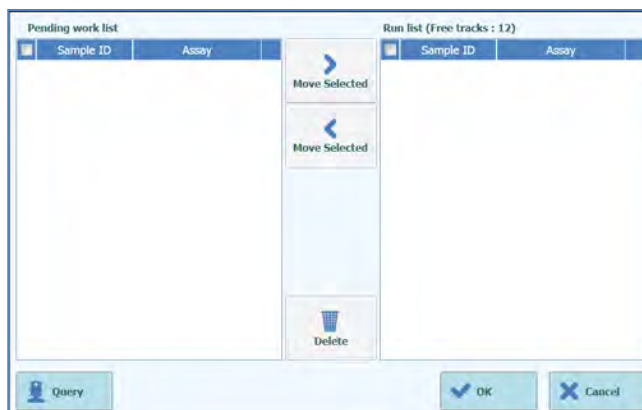 Pending work list
Run list (Free tracks : 12)
Sample ID Assay
Sample ID Assay
Move Selected
Move Selected
Delete
Query
OK
Cancel